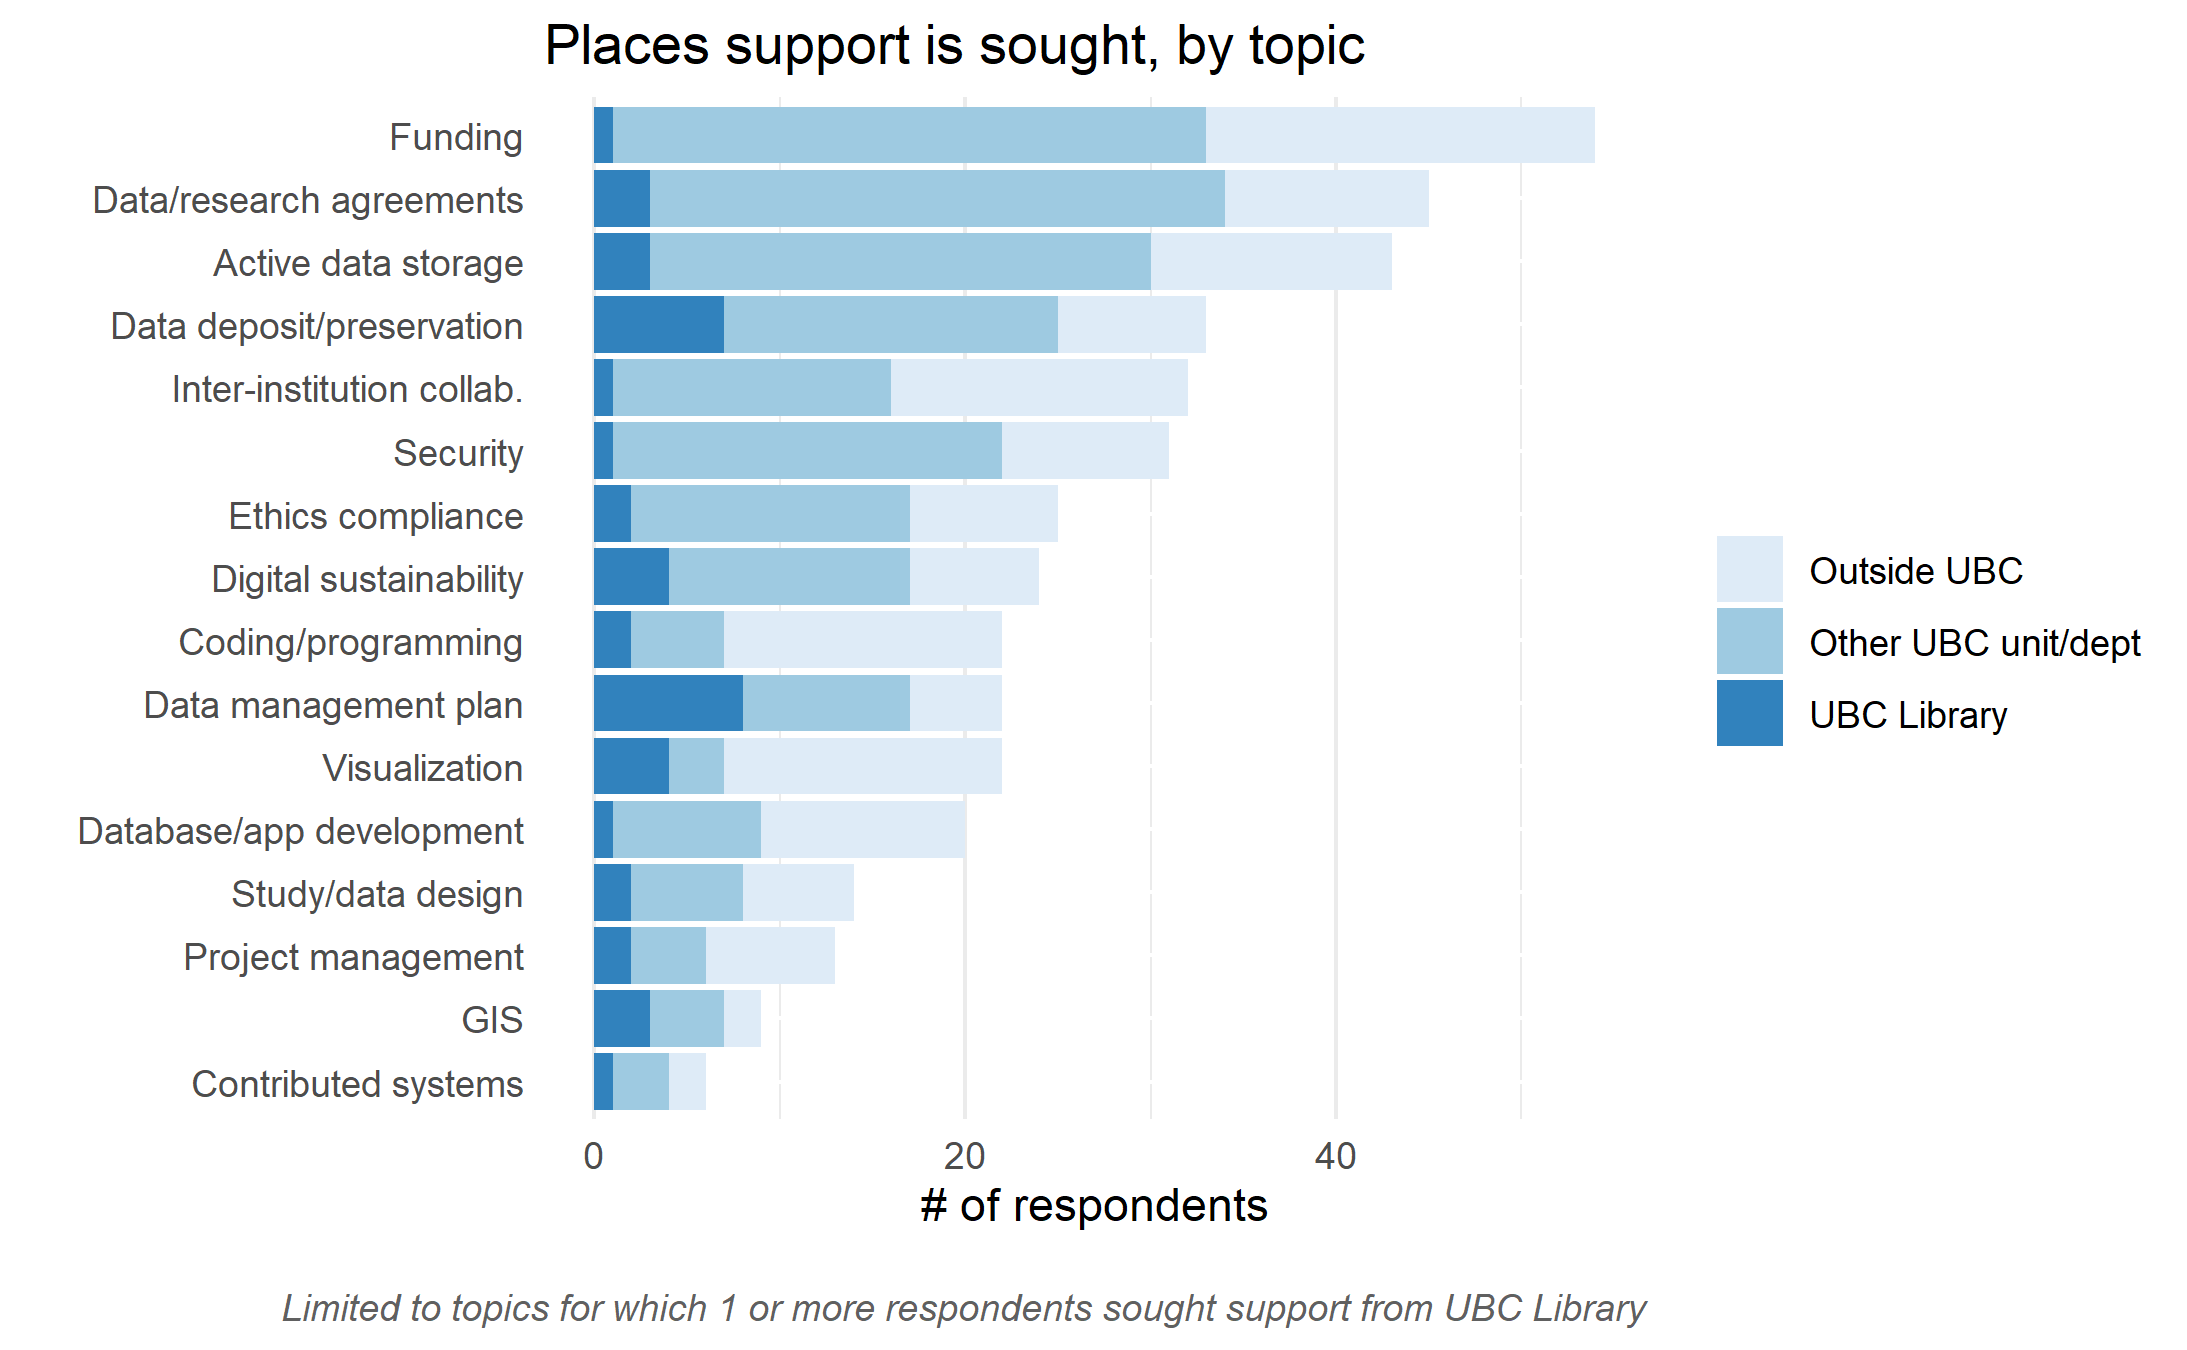 Places support is sought, by topic
Funding
Data/research agreements
Active data storage
Data deposit/preservation
Inter-institution collab.
Security
Ethics compliance
Digital sustainability
Coding/programming
Data management plan
Visualization
Database/app development
Study/data design
Project management
GIS
Contributed systems
0 20 40
# of respondents
Outside UBC
Other UBC unit/dept
UBC Library
Limited to topics for which 1 or more respondents sought support from UBC Library